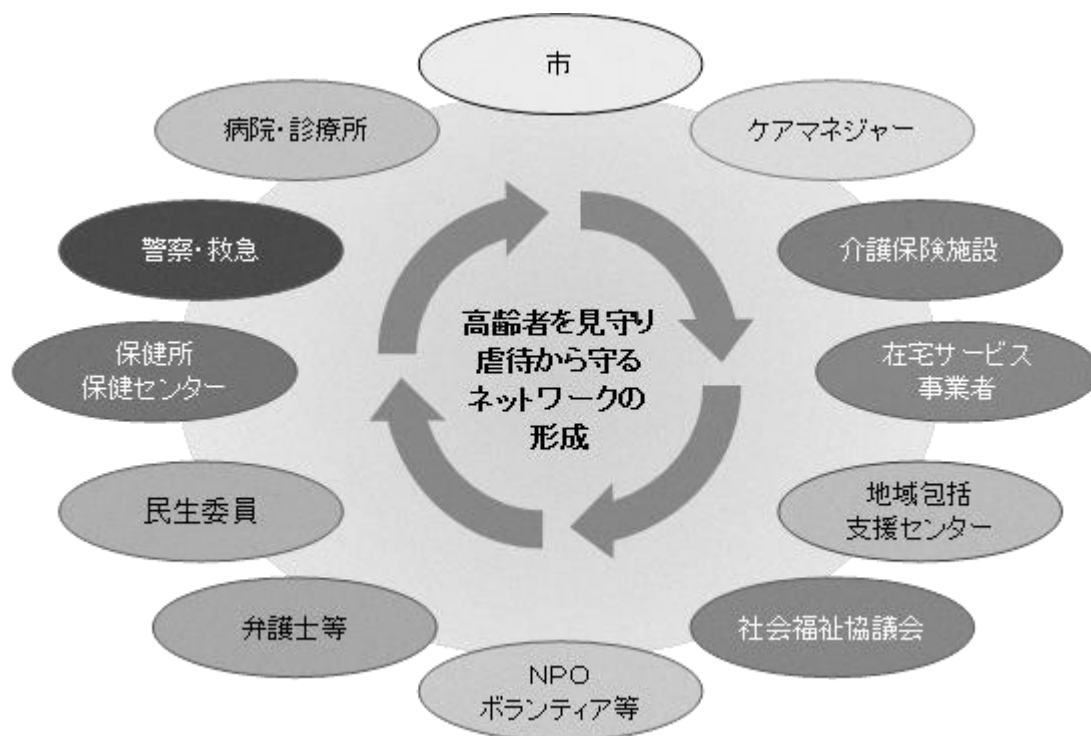 市
病院・診療所
ケアマネジャー
警察・救急
介護保険施設
高齢者を見守り
虐待から守る
ネットワークの
形成
保健所
保健センター
在宅サービス
事業者
民生委員
地域包括
支援センター
弁護士等
社会福祉協議会
NPO
ボランティア等